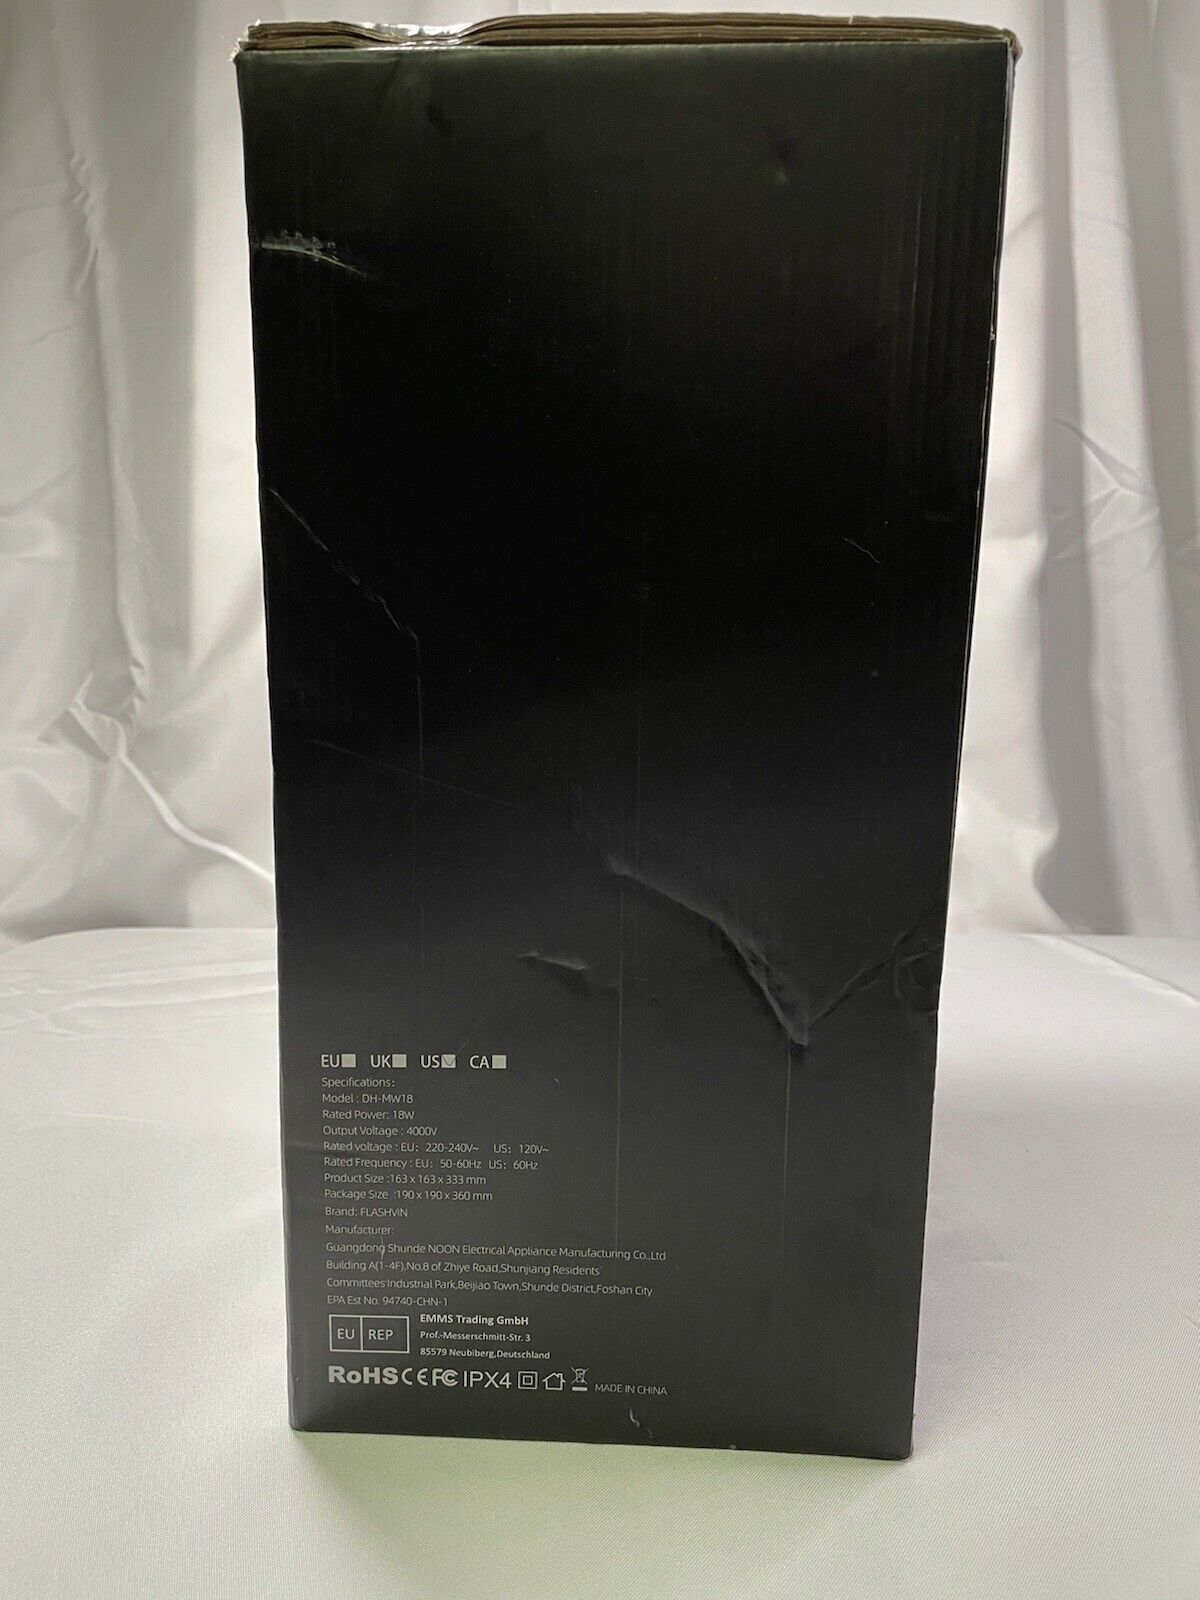 EU UK US CA
Specifications:
Model : DH-MW18
Rated Power: 18W
Output Voltage : 4000V
Rated voltage : EU: 220-240V~ US: 120V~
Rated Frequency : EU: 50-60Hz US: 60Hz
Product Size :163 x 163 x 333 mm
Package Size :190 x 190 x 360 mm
Brand: FLASHVIN
Manufacturer:
Guangdong Shunde NOON Electrical Appliance Manufacturing Co.,Ltd
Building A(1-4F),No.8 of Zhiye Road,Shunjiang Residents'
Committees'Industrial Park,Beijiao Town,Shunde District,Foshan City
EPA Est No. 94740-CHN-1
EU REP
EMMS Trading GmbH
Prof.-Messerschmitt-Str. 3
85579 Neubiberg,Deutschland
RoHS CE FC IPX4 MADE IN CHINA